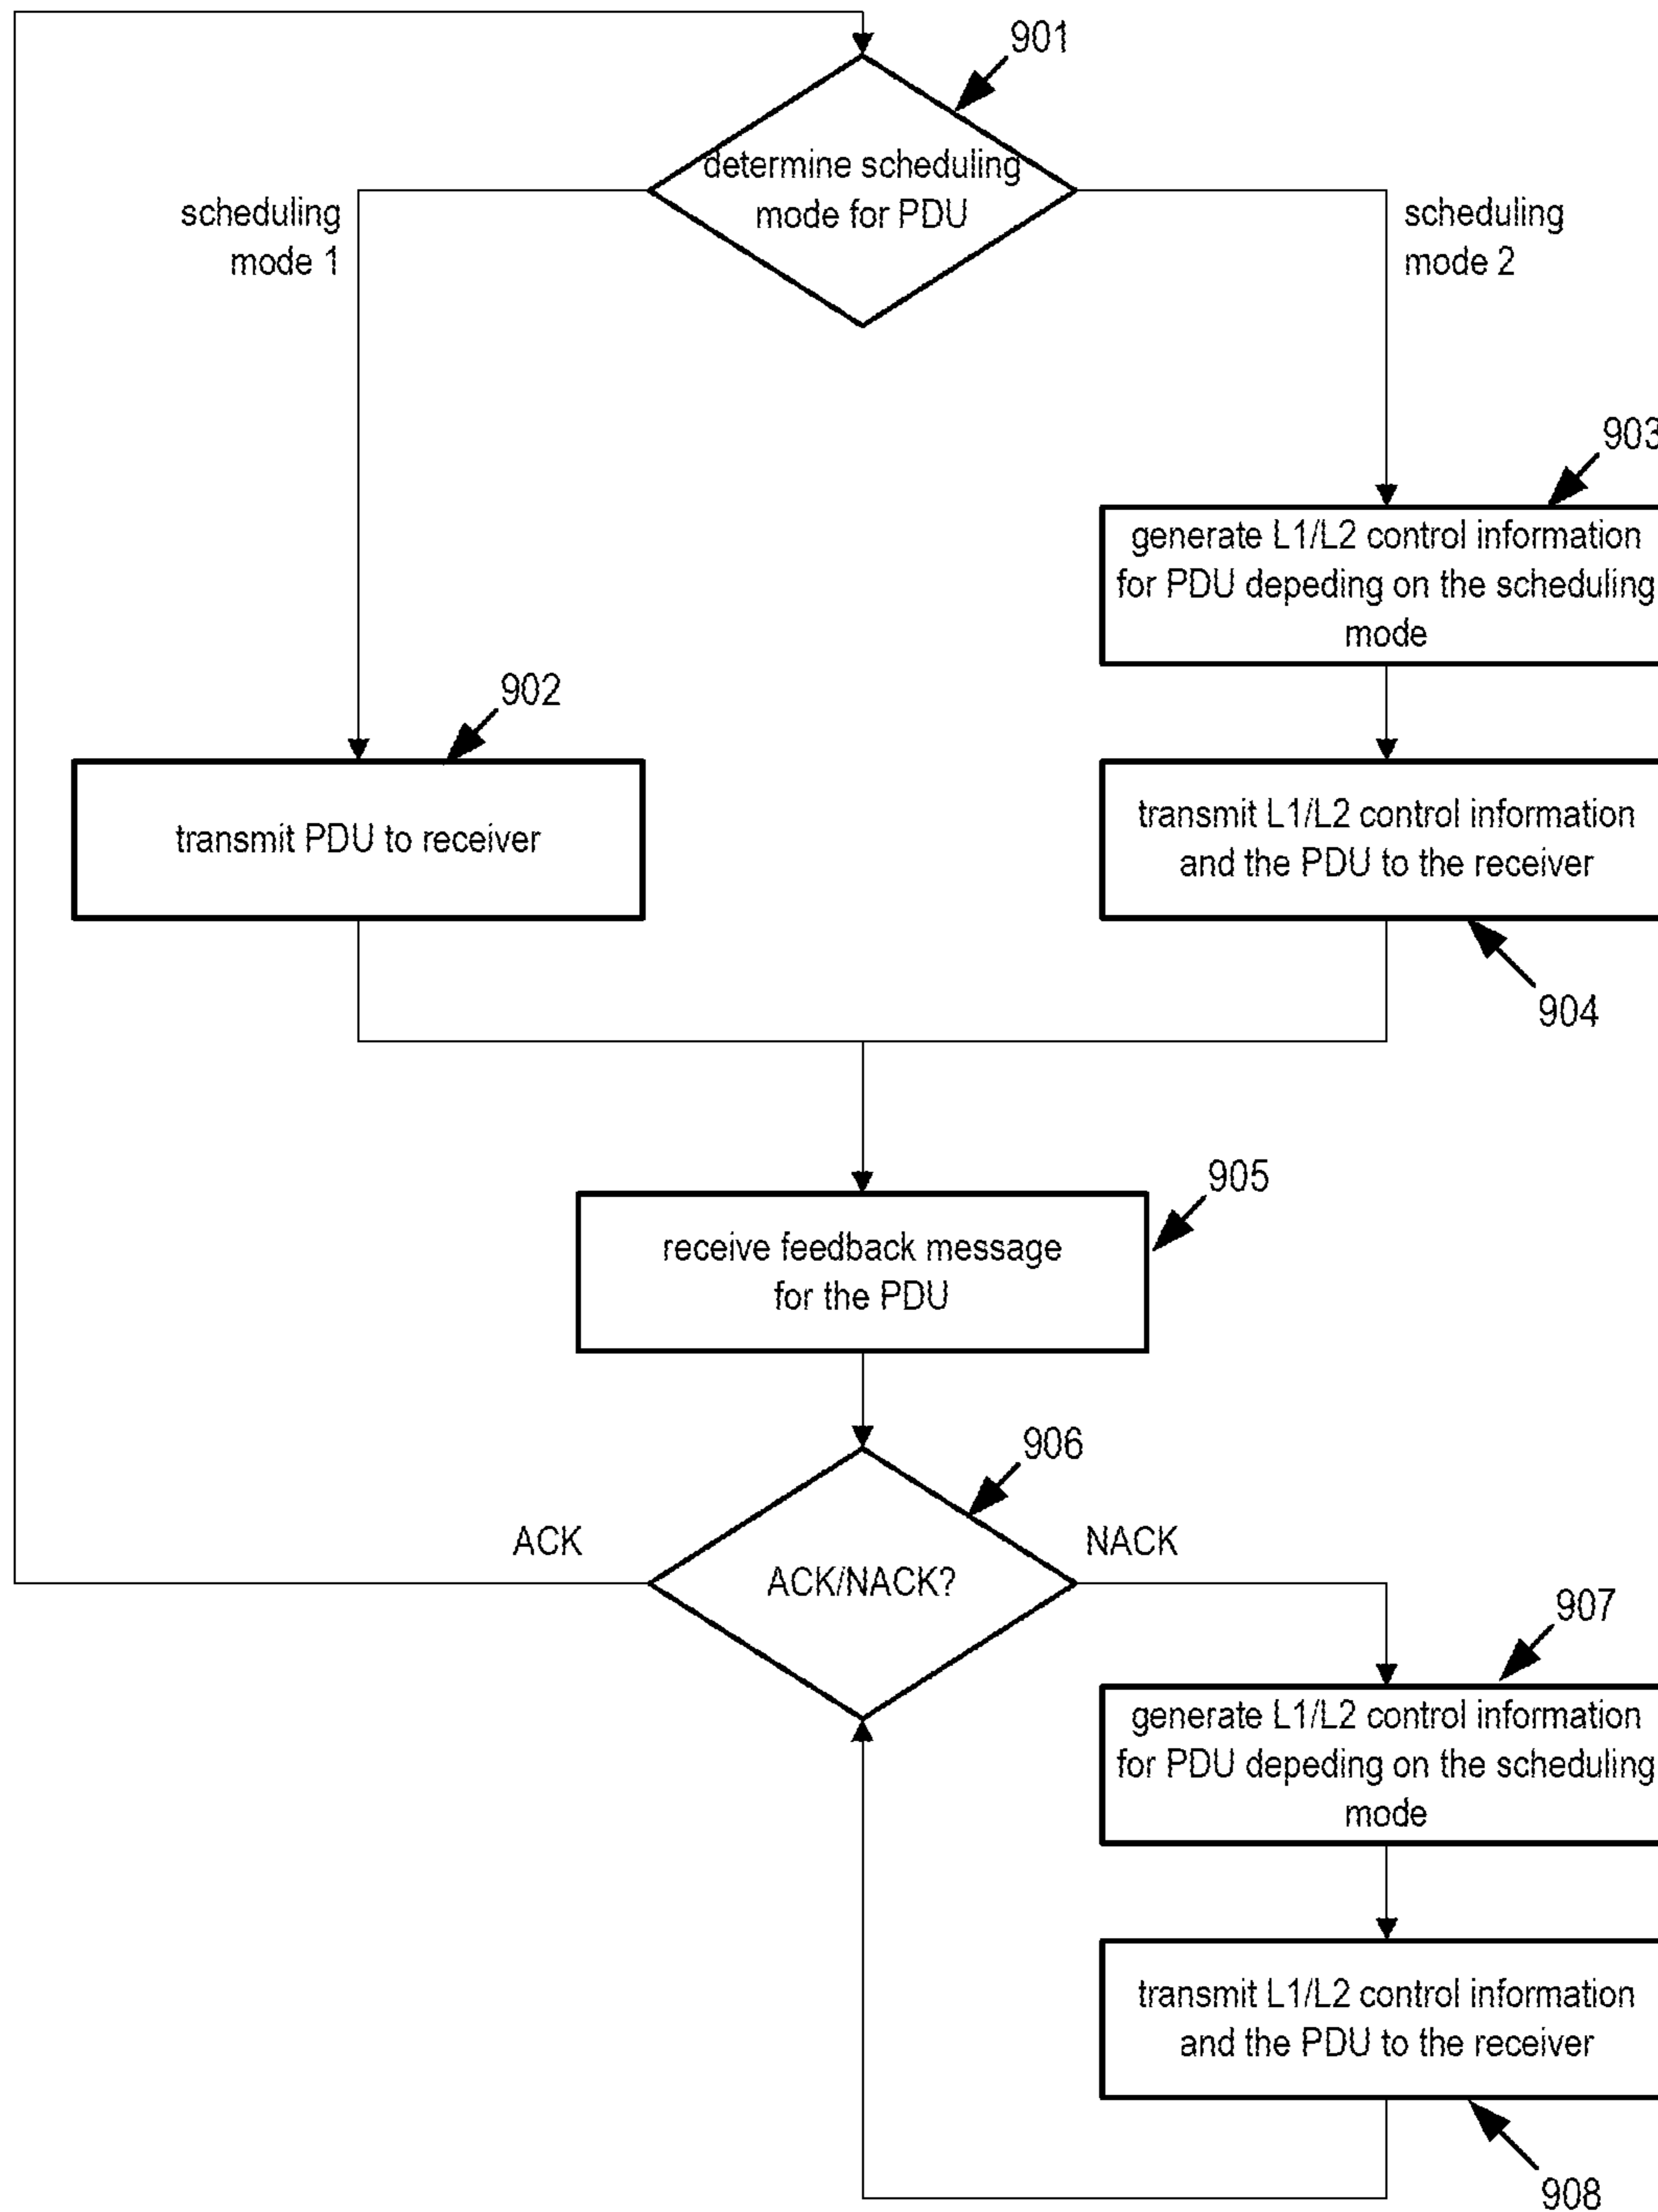 901
determine scheduling
mode for PDU
scheduling
mode 1
scheduling
mode 2
903
generate L1/L2 control information
for PDU depeding on the scheduling
mode
902
transmit PDU to receiver
transmit L1/L2 control information
and the PDU to the receiver
904
905
receive feedback message
for the PDU
906
ACK
NACK
ACK/NACK?
907
generate L1/L2 control information
for PDU depeding on the scheduling
mode
transmit L1/L2 control information
and the PDU to the receiver
908